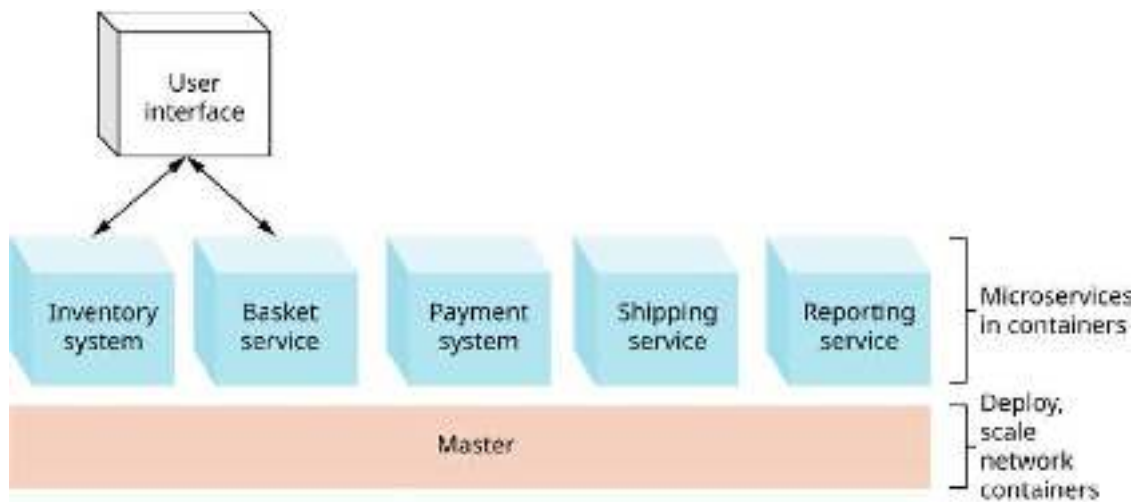 User
interface
Inventory
system
Basket
service
Payment
system
Shipping
service
Reporting
service
Microservices
in containers
Master
Deploy,
scale
network
containers